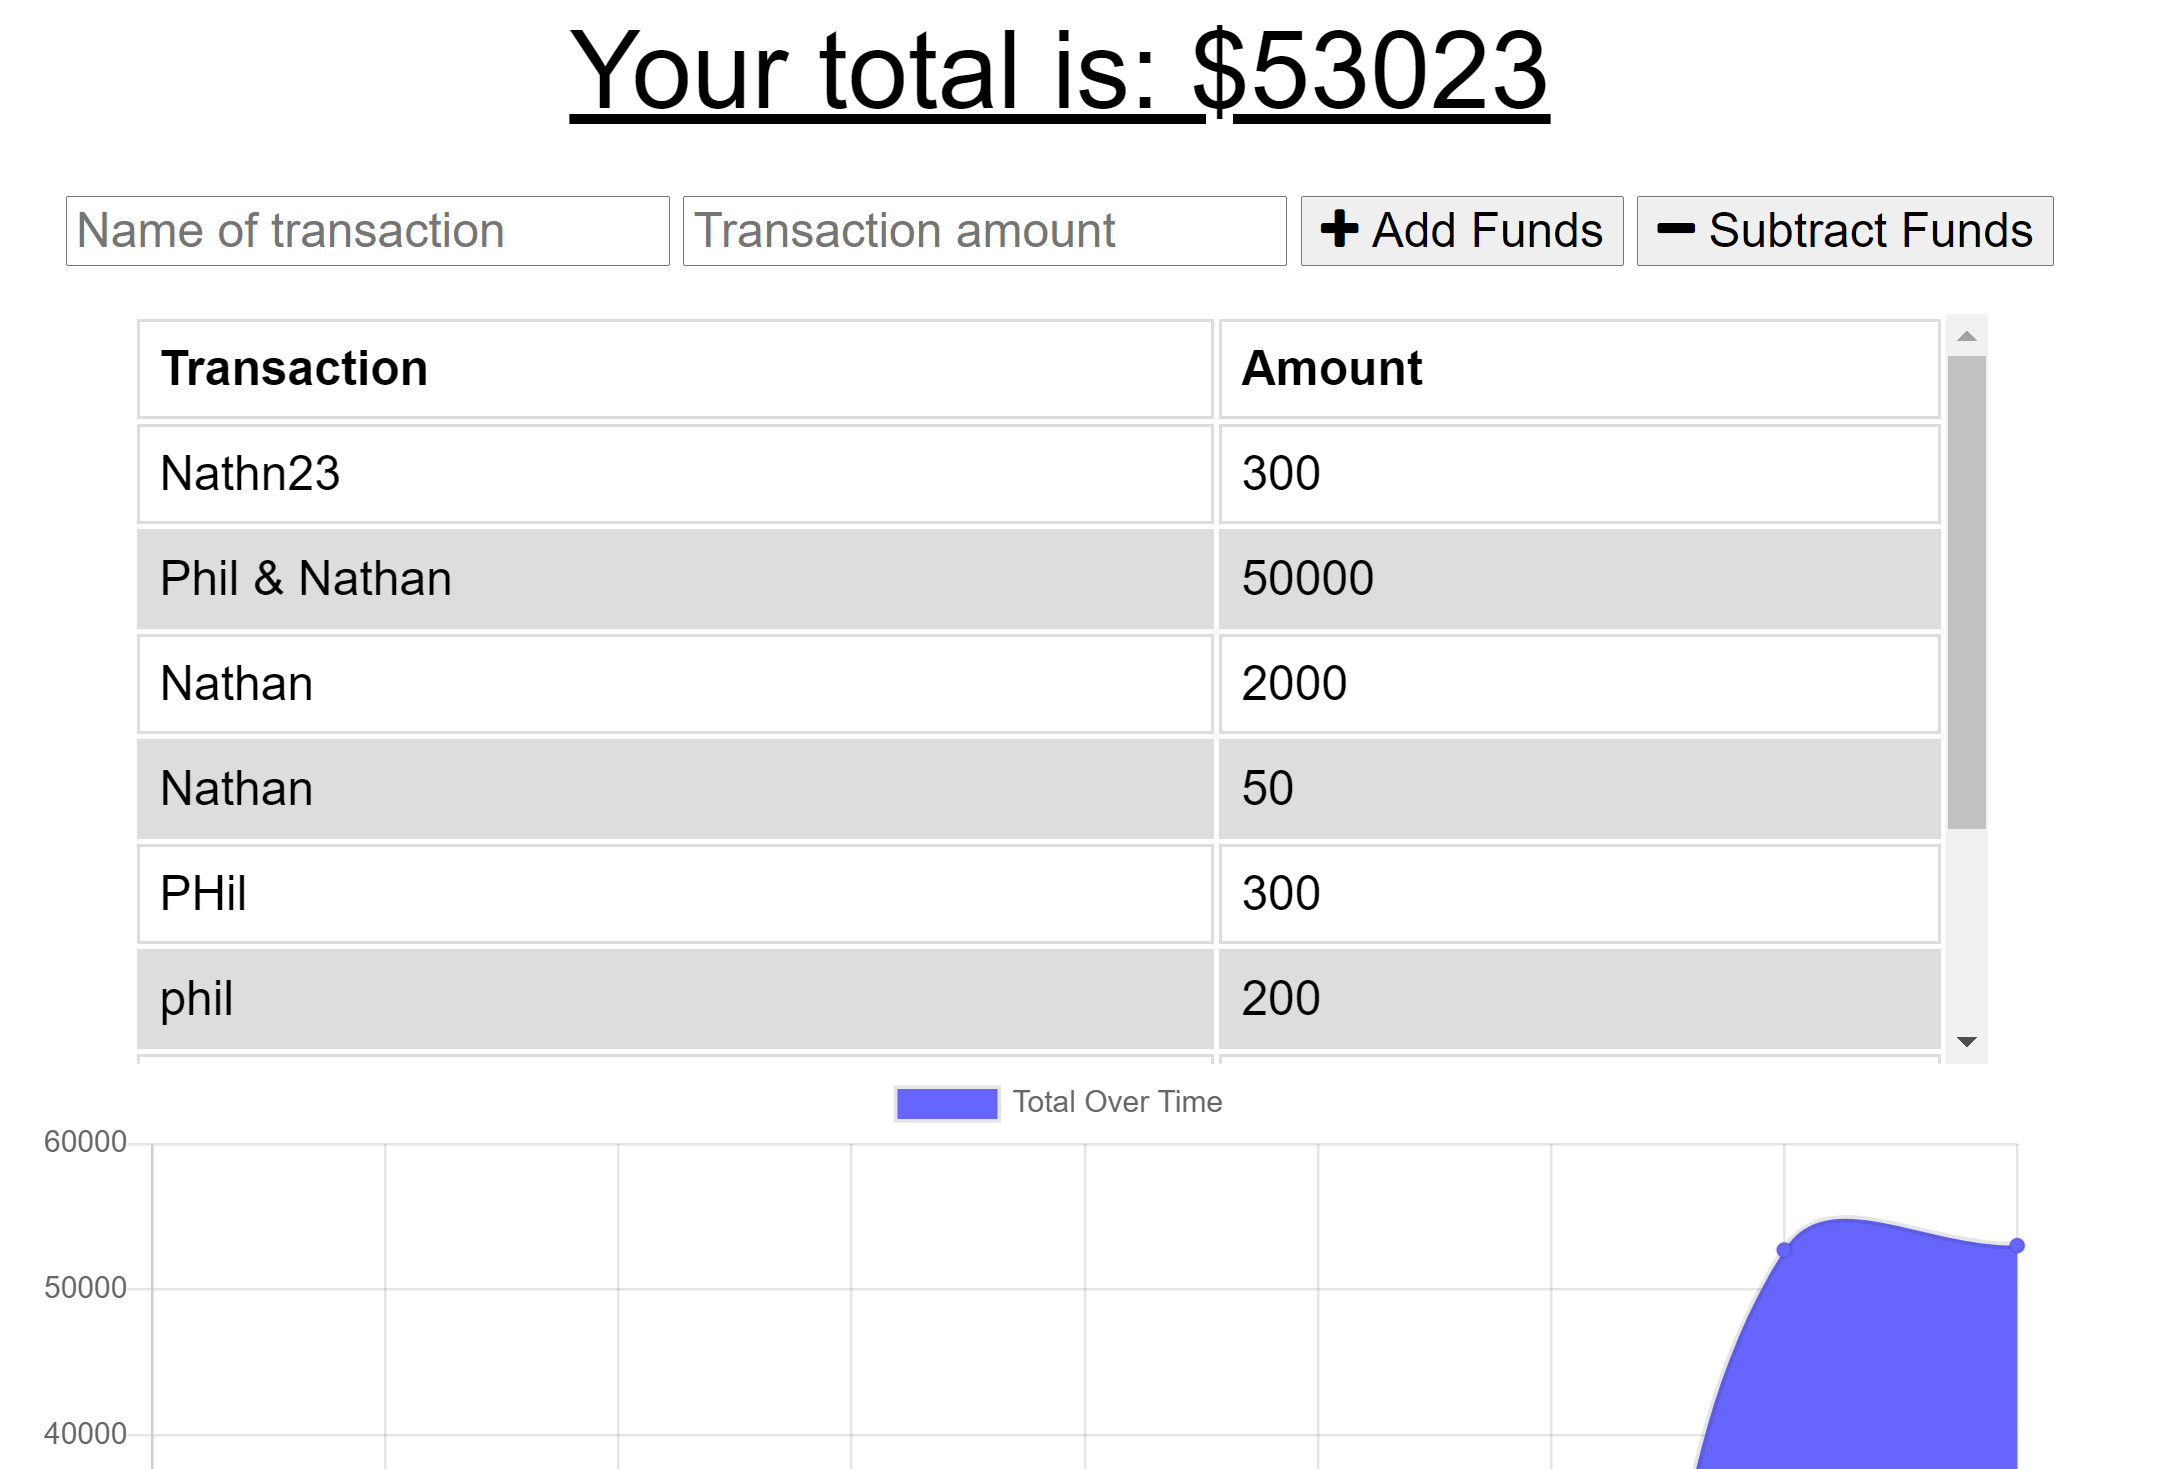 Your total is: $53023
Name of transaction Transaction amount Add Funds Subtract Funds
Transaction Amount
Nathn23 300
Phil & Nathan 50000
Nathan 2000
Nathan 50
PHil 300
phil 200
Total Over Time
60000
50000
40000